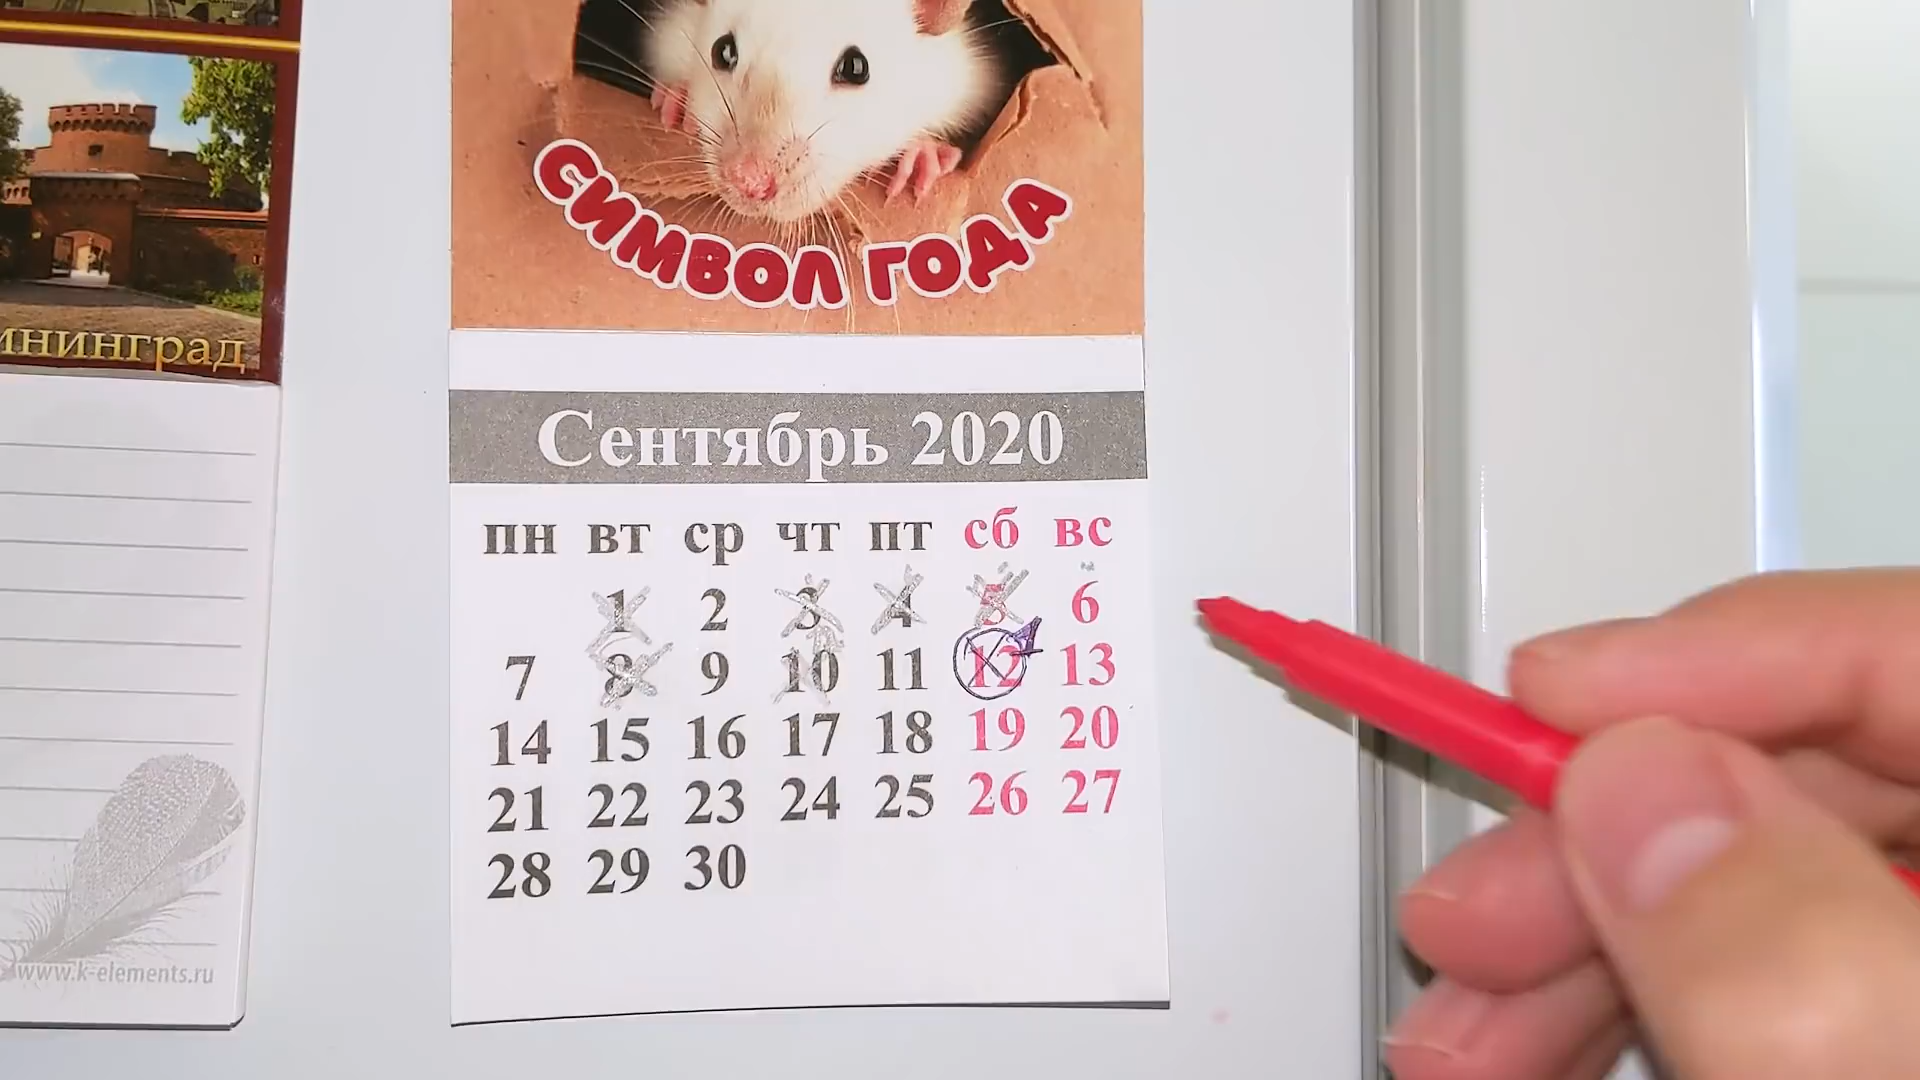 СИМВОЛ ГОДА
Сентябрь 2020
пн вт ср чт пт сб вс
1 2 3 4 5 6
7 8 9 10 11 12 13
14 15 16 17 18 19 20
21 22 23 24 25 26 27
28 29 30
www.k-elements.ru